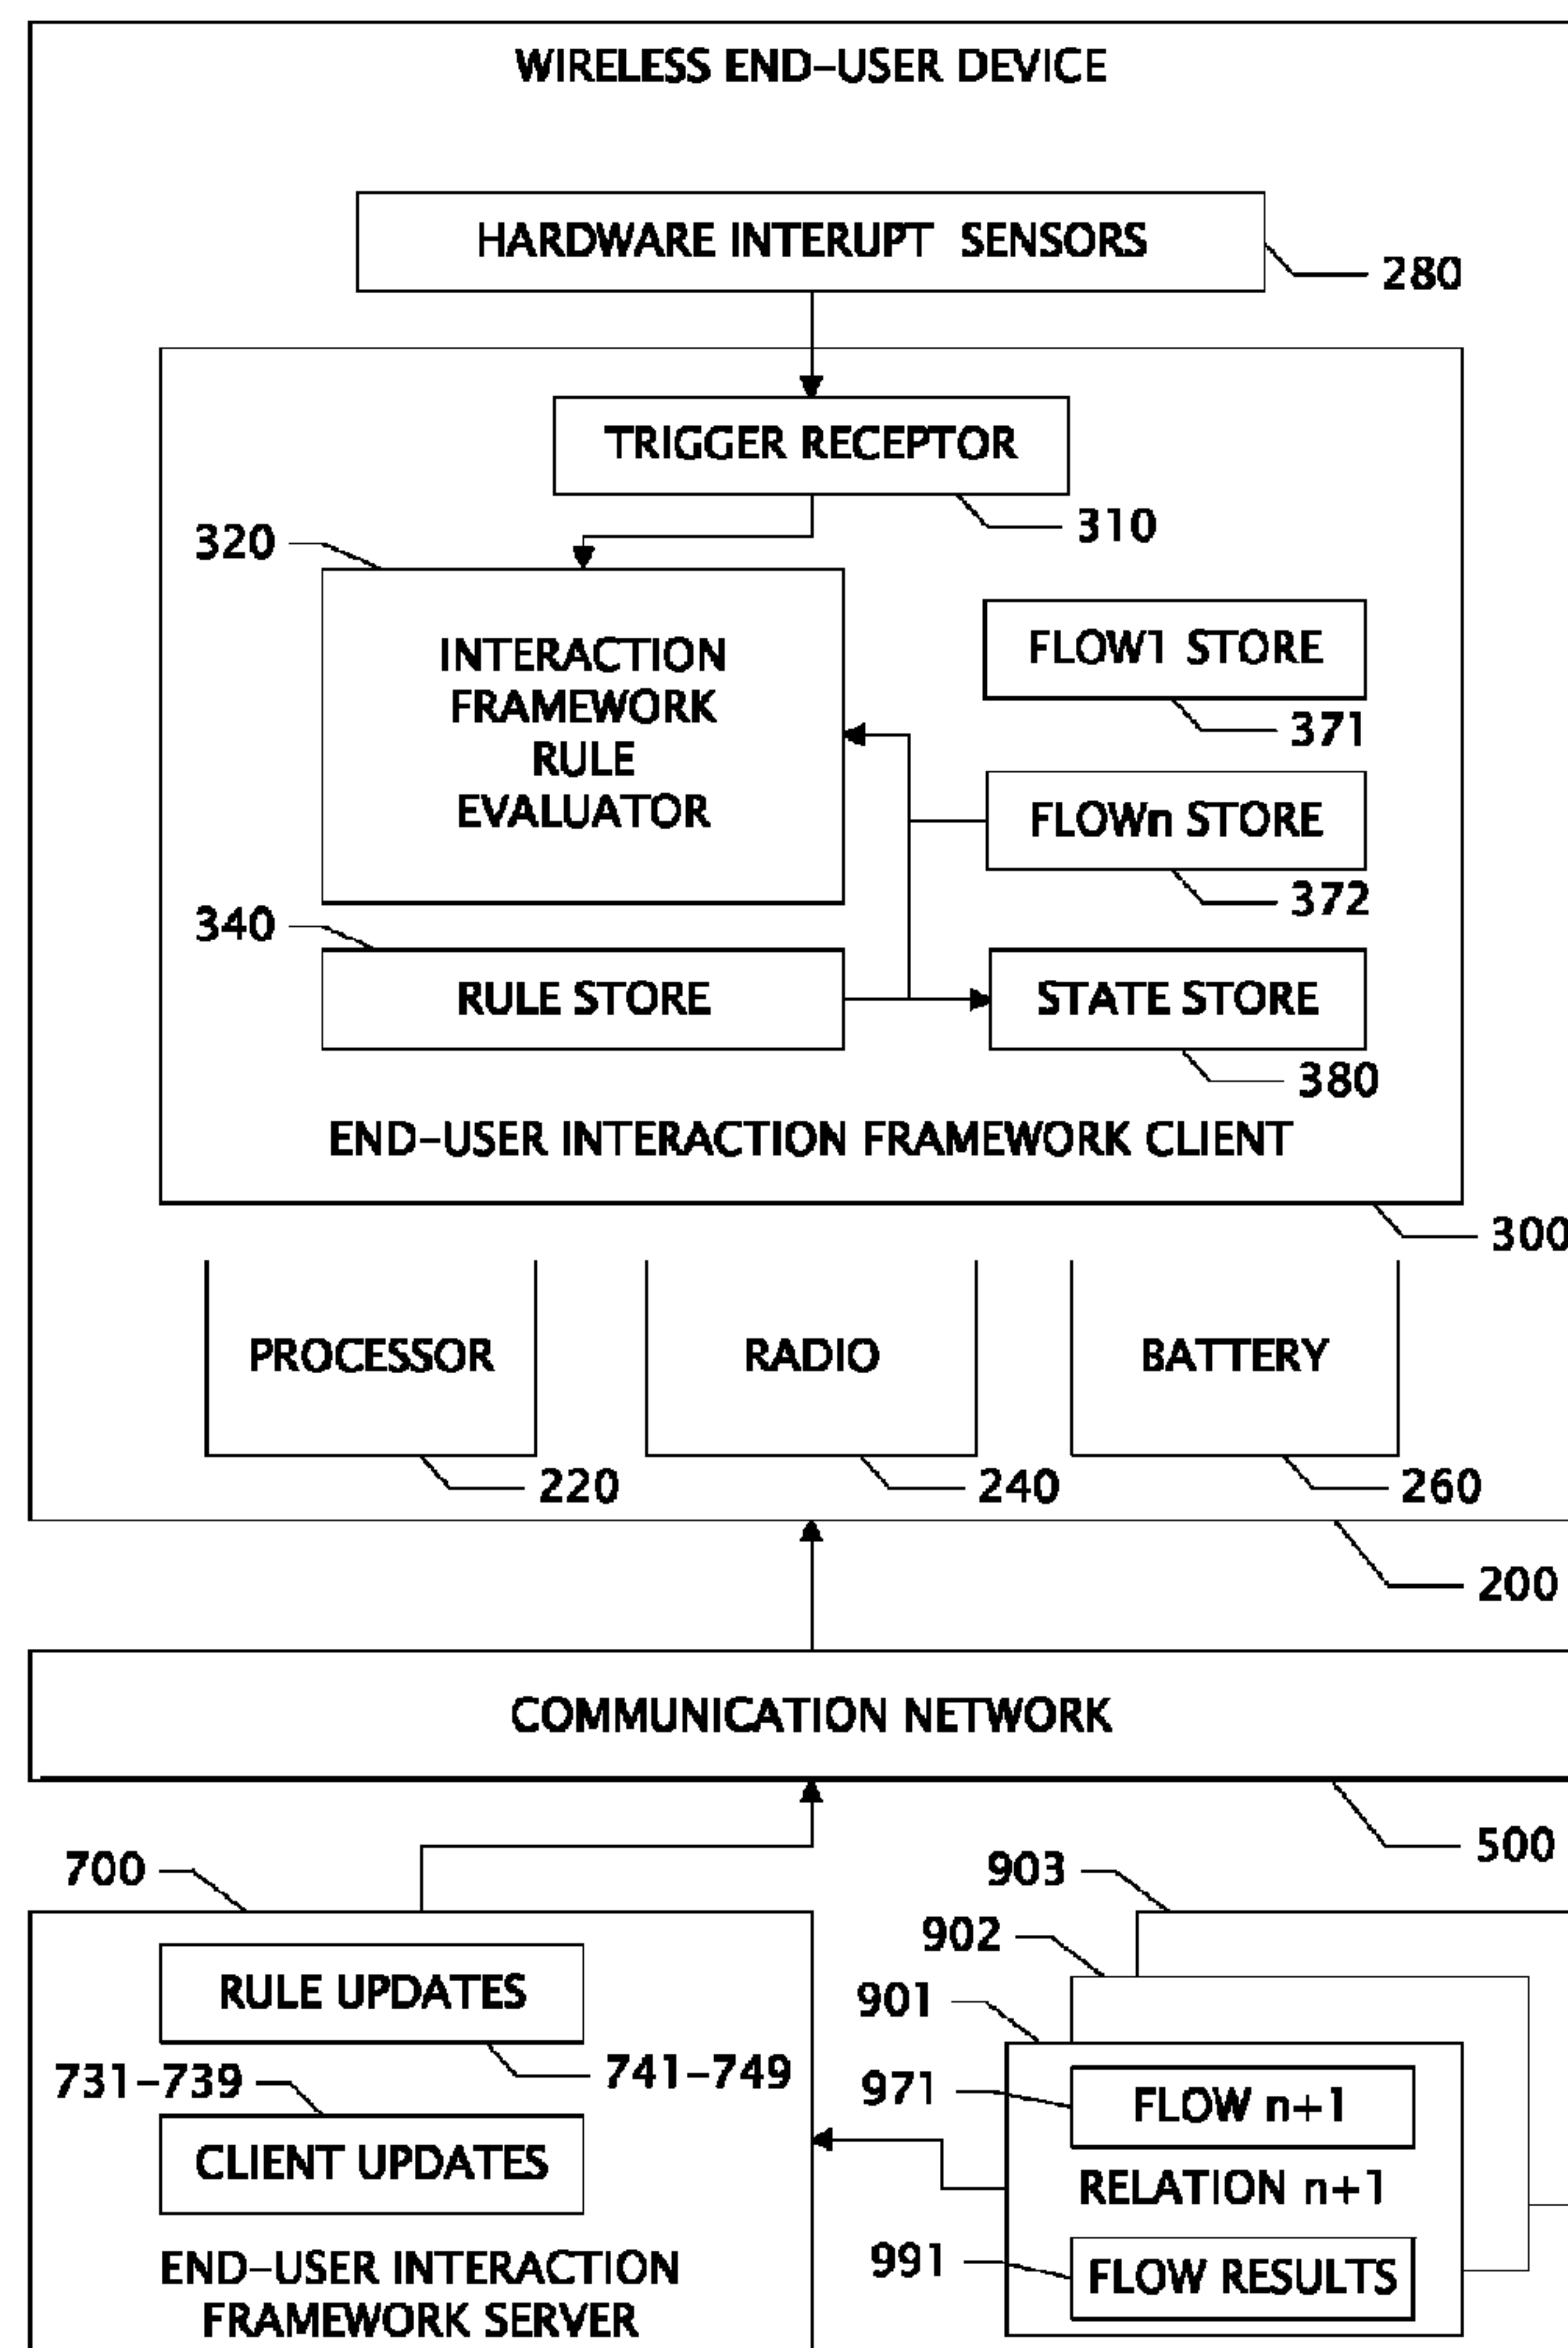 WIRELESS END-USER DEVICE
HARDWARE INTERUPT SENSORS
280
TRIGGER RECEPTOR
310
320
INTERACTION
FRAMEWORK
RULE
EVALUATOR
FLOW1 STORE
371
FLOWn STORE
372
340
RULE STORE
STATE STORE
380
END-USER INTERACTION FRAMEWORK CLIENT
300
PROCESSOR
RADIO
BATTERY
220
240
260
200
COMMUNICATION NETWORK
500
700
903
902
901
RULE UPDATES
741-749
731-739
971
FLOW n+1
CLIENT UPDATES
RELATION n+1
991
FLOW RESULTS
END-USER INTERACTION
FRAMEWORK SERVER